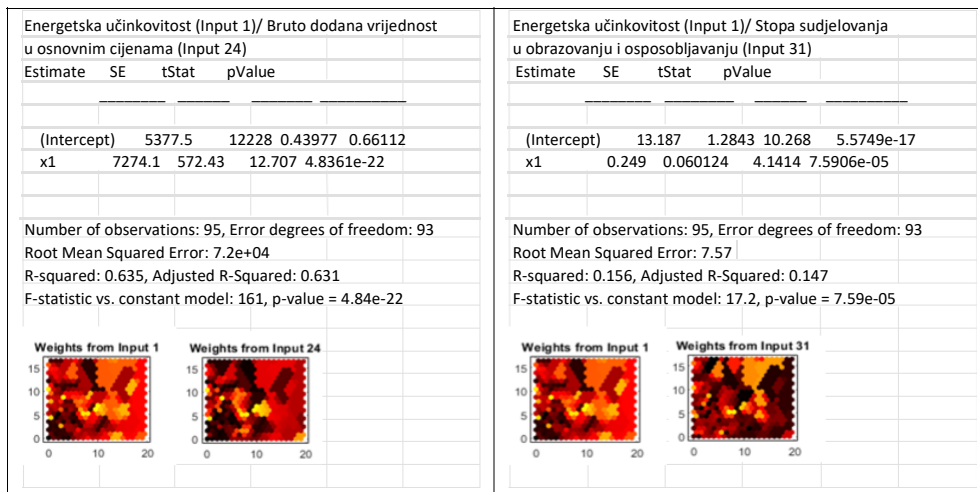 Energetska učinkovitost (Input 1)/ Bruto dodana vrijednost
u osnovnim cijenama (Input 24)
Estimate SE tStat pValue
________ ______ _______ __________
(Intercept) 5377.5 12228 0.43977 0.66112
x1 7274.1 572.43 12.707 4.8361e-22
Number of observations: 95, Error degrees of freedom: 93
Root Mean Squared Error: 7.2e+04
R-squared: 0.635, Adjusted R-Squared: 0.631
F-statistic vs. constant model: 161, p-value = 4.84e-22
Weights from Input 1
15
10
5
0
0 10 20
Weights from Input 24
15
10
5
0
0 10 20
Energetska učinkovitost (Input 1)/ Stopa sudjelovanja
u obrazovanju i osposobljavanju (Input 31)
Estimate SE tStat pValue
________ ________ ______ __________
(Intercept) 13.187 1.2843 10.268 5.5749e-17
x1 0.249 0.060124 4.1414 7.5906e-05
Number of observations: 95, Error degrees of freedom: 93
Root Mean Squared Error: 7.57
R-squared: 0.156, Adjusted R-Squared: 0.147
F-statistic vs. constant model: 17.2, p-value = 7.59e-05
Weights from Input 1
15
10
5
0
0 10 20
Weights from Input 31
15
10
5
0
0 10 20